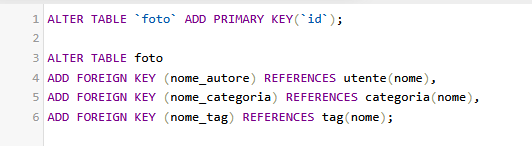 1 ALTER TABLE `foto` ADD PRIMARY KEY(`id`);
2
3 ALTER TABLE foto
4 ADD FOREIGN KEY (nome_autore) REFERENCES utente(nome),
5 ADD FOREIGN KEY (nome_categoria) REFERENCES categoria(nome),
6 ADD FOREIGN KEY (nome_tag) REFERENCES tag(nome);